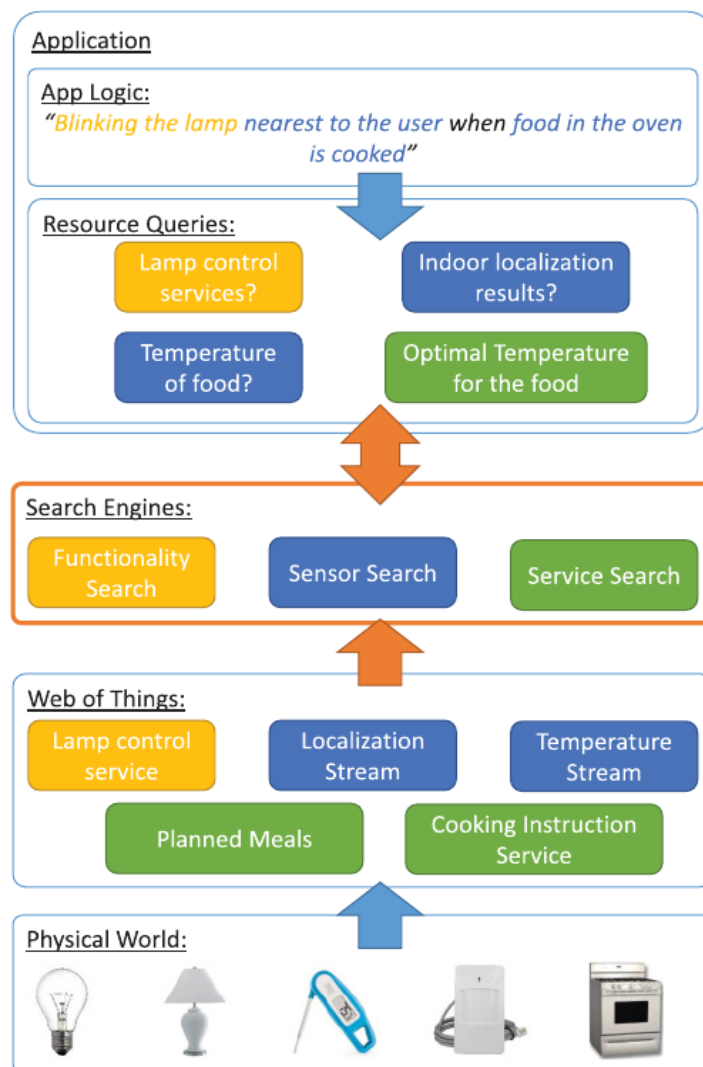 Application
App Logic:
“Blinking the lamp nearest to the user when food in the oven
is cooked”
Resource Queries:
Lamp control
services?
Indoor localization
results?
Temperature
of food?
Optimal Temperature
for the food
Search Engines:
Functionality
Search
Sensor Search
Service Search
Web of Things:
Lamp control
service
Localization
Stream
Temperature
Stream
Planned Meals
Cooking Instruction
Service
Physical World: